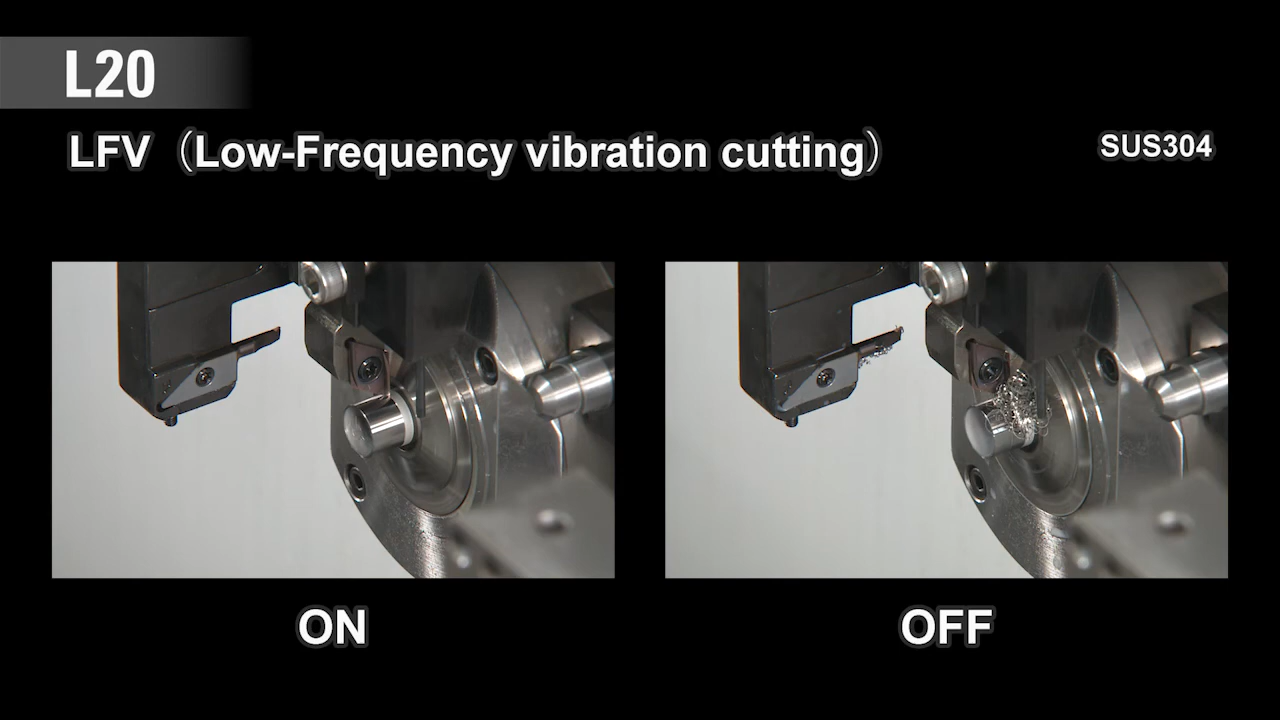 L20
LFV（Low-Frequency vibration cutting）
SUS304
ON
OFF